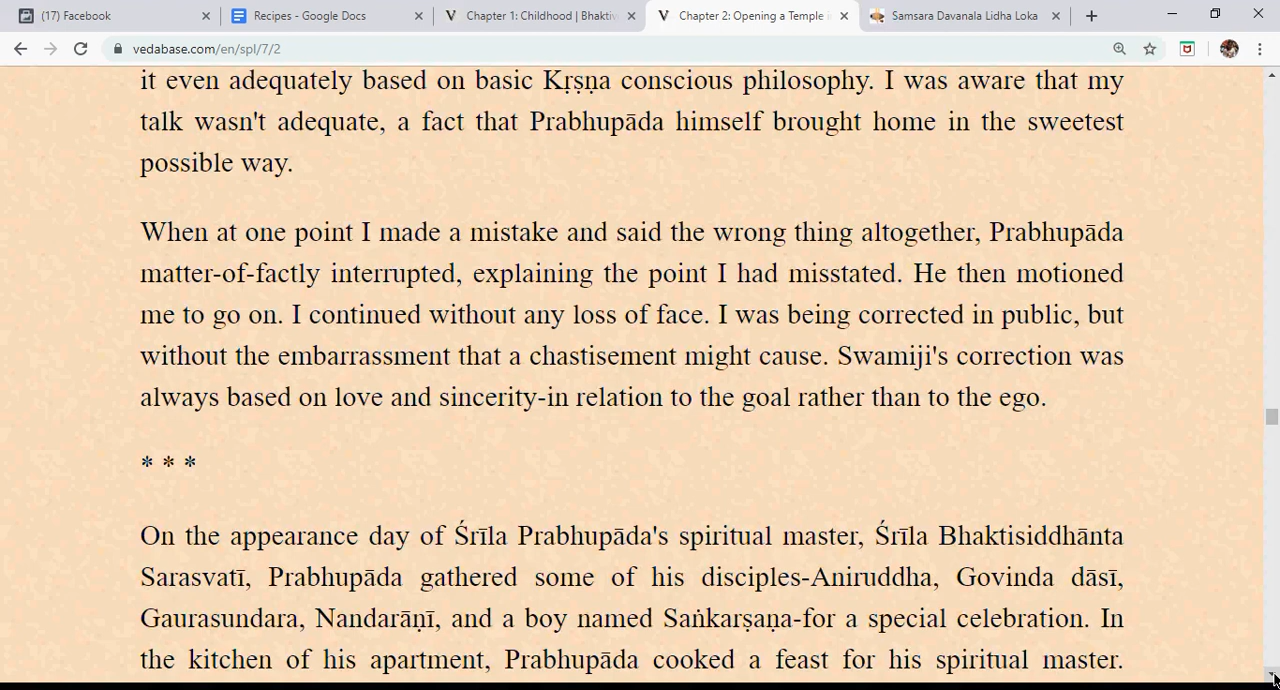 (17) Facebook
Recipes - Google Docs
Chapter 1: Childhood | Bhaktiv
Chapter 2: Opening a Temple i
Samsara Davanala Lidha Loka
vedabase.com/en/spl/7/2
it even adequately based on basic Kṛṣṇa conscious philosophy. I was aware that my
talk wasn't adequate, a fact that Prabhupāda himself brought home in the sweetest
possible way.
When at one point I made a mistake and said the wrong thing altogether, Prabhupāda
matter-of-factly interrupted, explaining the point I had misstated. He then motioned
me to go on. I continued without any loss of face. I was being corrected in public, but
without the embarrassment that a chastisement might cause. Swamiji's correction was
always based on love and sincerity-in relation to the goal rather than to the ego.
* * *
On the appearance day of Śrīla Prabhupāda's spiritual master, Śrīla Bhaktisiddhānta
Sarasvatī, Prabhupāda gathered some of his disciples-Aniruddha, Govinda dāsī,
Gaurasundara, Nandarāṇī, and a boy named Saṅkarṣaṇa-for a special celebration. In
the kitchen of his apartment, Prabhupāda cooked a feast for his spiritual master.